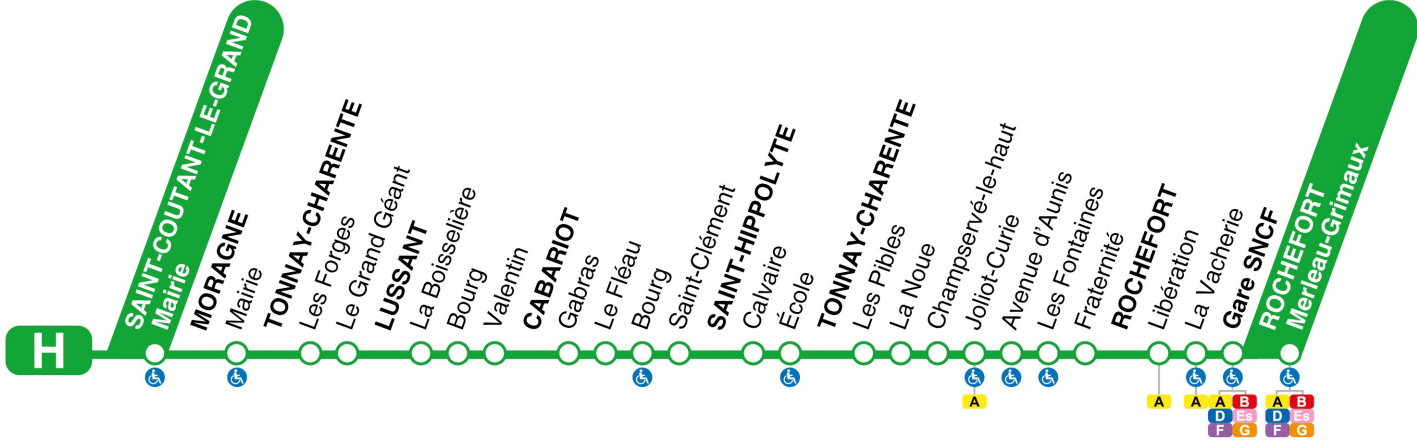 H
SAINT-COUTANT-LE-GRAND
Mairie
MORAGNE
Mairie
TONNAY-CHARENTE
Les Forges
Le Grand Géant
LUSSANT
La Boisselière
Bourg
Valentin
CABARIOT
Gabras
Le Fléau
Bourg
Saint-Clément
SAINT-HIPPOLYTE
Calvaire
École
TONNAY-CHARENTE
Les Pibles
La Noue
Champservé-le-haut
Joliot-Curie
Avenue d'Aunis
Les Fontaines
Fraternité
ROCHEFORT
Libération
La Vacherie
Gare SNCF
ROCHEFORT
Merleau-Grimaux
A
A
A
A B
D Es
F G
A B
D Es
F G